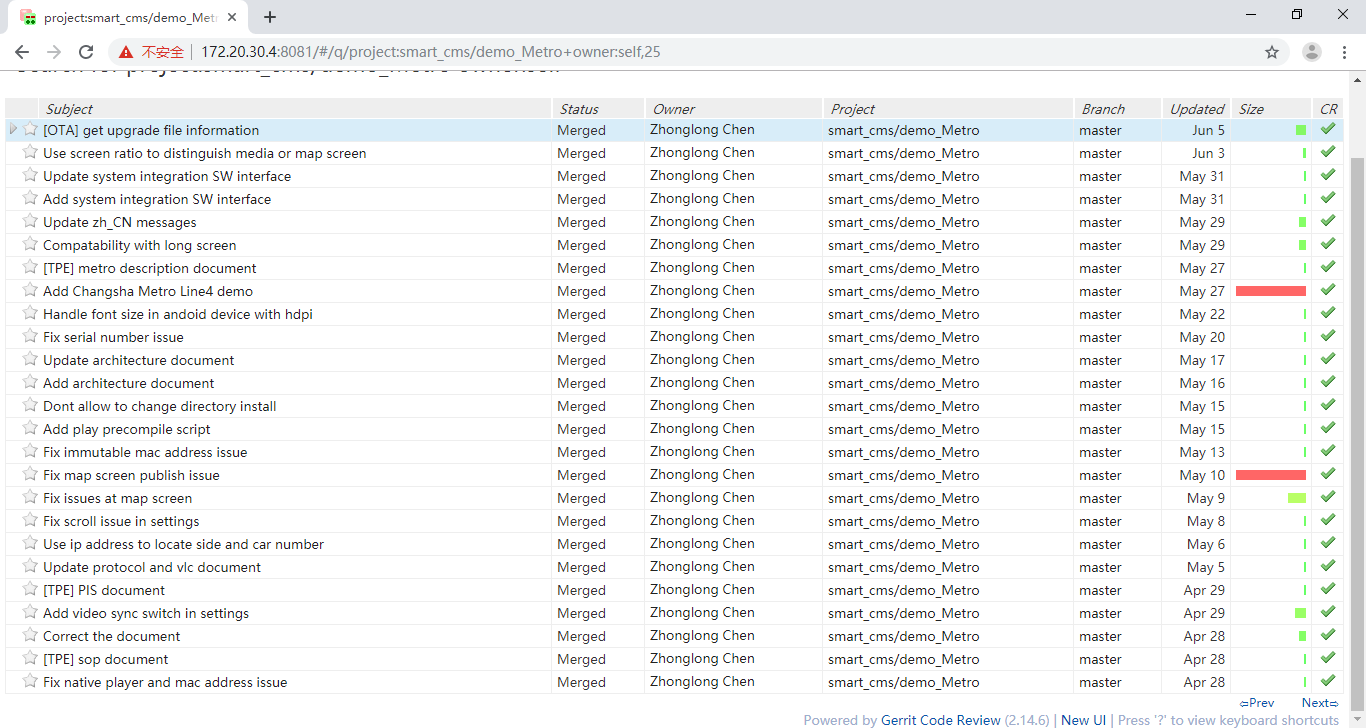 project:smart_cms/demo_Metr
不安全 172.20.30.4:8081/#/q/project:smart_cms/demo_Metro+owner:self,25
Search for project:smart_cms/demo_Metro owner:self
Subject Status Owner Project Branch Updated Size CR
[OTA] get upgrade file information Merged Zhonglong Chen smart_cms/demo_Metro master Jun 5
Use screen ratio to distinguish media or map screen Merged Zhonglong Chen smart_cms/demo_Metro master Jun 3
Update system integration SW interface Merged Zhonglong Chen smart_cms/demo_Metro master May 31
Add system integration SW interface Merged Zhonglong Chen smart_cms/demo_Metro master May 31
Update zh_CN messages Merged Zhonglong Chen smart_cms/demo_Metro master May 29
Compatability with long screen Merged Zhonglong Chen smart_cms/demo_Metro master May 29
[TPE] metro description document Merged Zhonglong Chen smart_cms/demo_Metro master May 27
Add Changsha Metro Line4 demo Merged Zhonglong Chen smart_cms/demo_Metro master May 27
Handle font size in andoid device with hdpi Merged Zhonglong Chen smart_cms/demo_Metro master May 22
Fix serial number issue Merged Zhonglong Chen smart_cms/demo_Metro master May 20
Update architecture document Merged Zhonglong Chen smart_cms/demo_Metro master May 17
Add architecture document Merged Zhonglong Chen smart_cms/demo_Metro master May 16
Dont allow to change directory install Merged Zhonglong Chen smart_cms/demo_Metro master May 15
Add play precompile script Merged Zhonglong Chen smart_cms/demo_Metro master May 15
Fix immutable mac address issue Merged Zhonglong Chen smart_cms/demo_Metro master May 13
Fix map screen publish issue Merged Zhonglong Chen smart_cms/demo_Metro master May 10
Fix issues at map screen Merged Zhonglong Chen smart_cms/demo_Metro master May 9
Fix scroll issue in settings Merged Zhonglong Chen smart_cms/demo_Metro master May 8
Use ip address to locate side and car number Merged Zhonglong Chen smart_cms/demo_Metro master May 6
Update protocol and vlc document Merged Zhonglong Chen smart_cms/demo_Metro master May 5
[TPE] PIS document Merged Zhonglong Chen smart_cms/demo_Metro master Apr 29
Add video sync switch in settings Merged Zhonglong Chen smart_cms/demo_Metro master Apr 29
Correct the document Merged Zhonglong Chen smart_cms/demo_Metro master Apr 28
[TPE] sop document Merged Zhonglong Chen smart_cms/demo_Metro master Apr 28
Fix native player and mac address issue Merged Zhonglong Chen smart_cms/demo_Metro master Apr 28
⇦Prev Next⇨
Powered by Gerrit Code Review (2.14.6) | New UI | Press '?' to view keyboard shortcuts